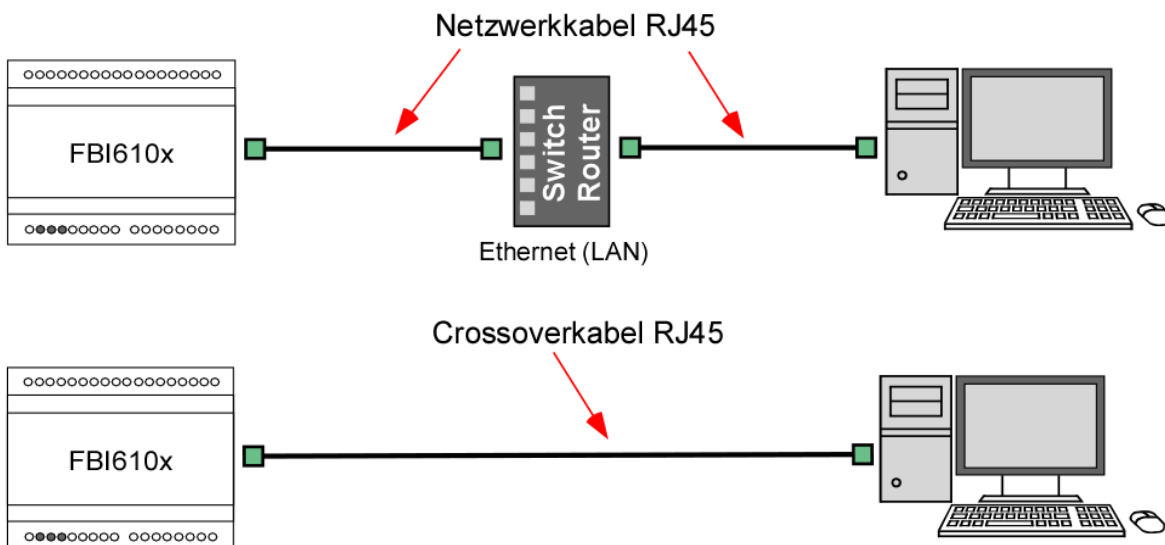 Netzwerkkabel RJ45
FBI610x
Switch
Router
Ethernet (LAN)
Crossoverkabel RJ45
FBI610x